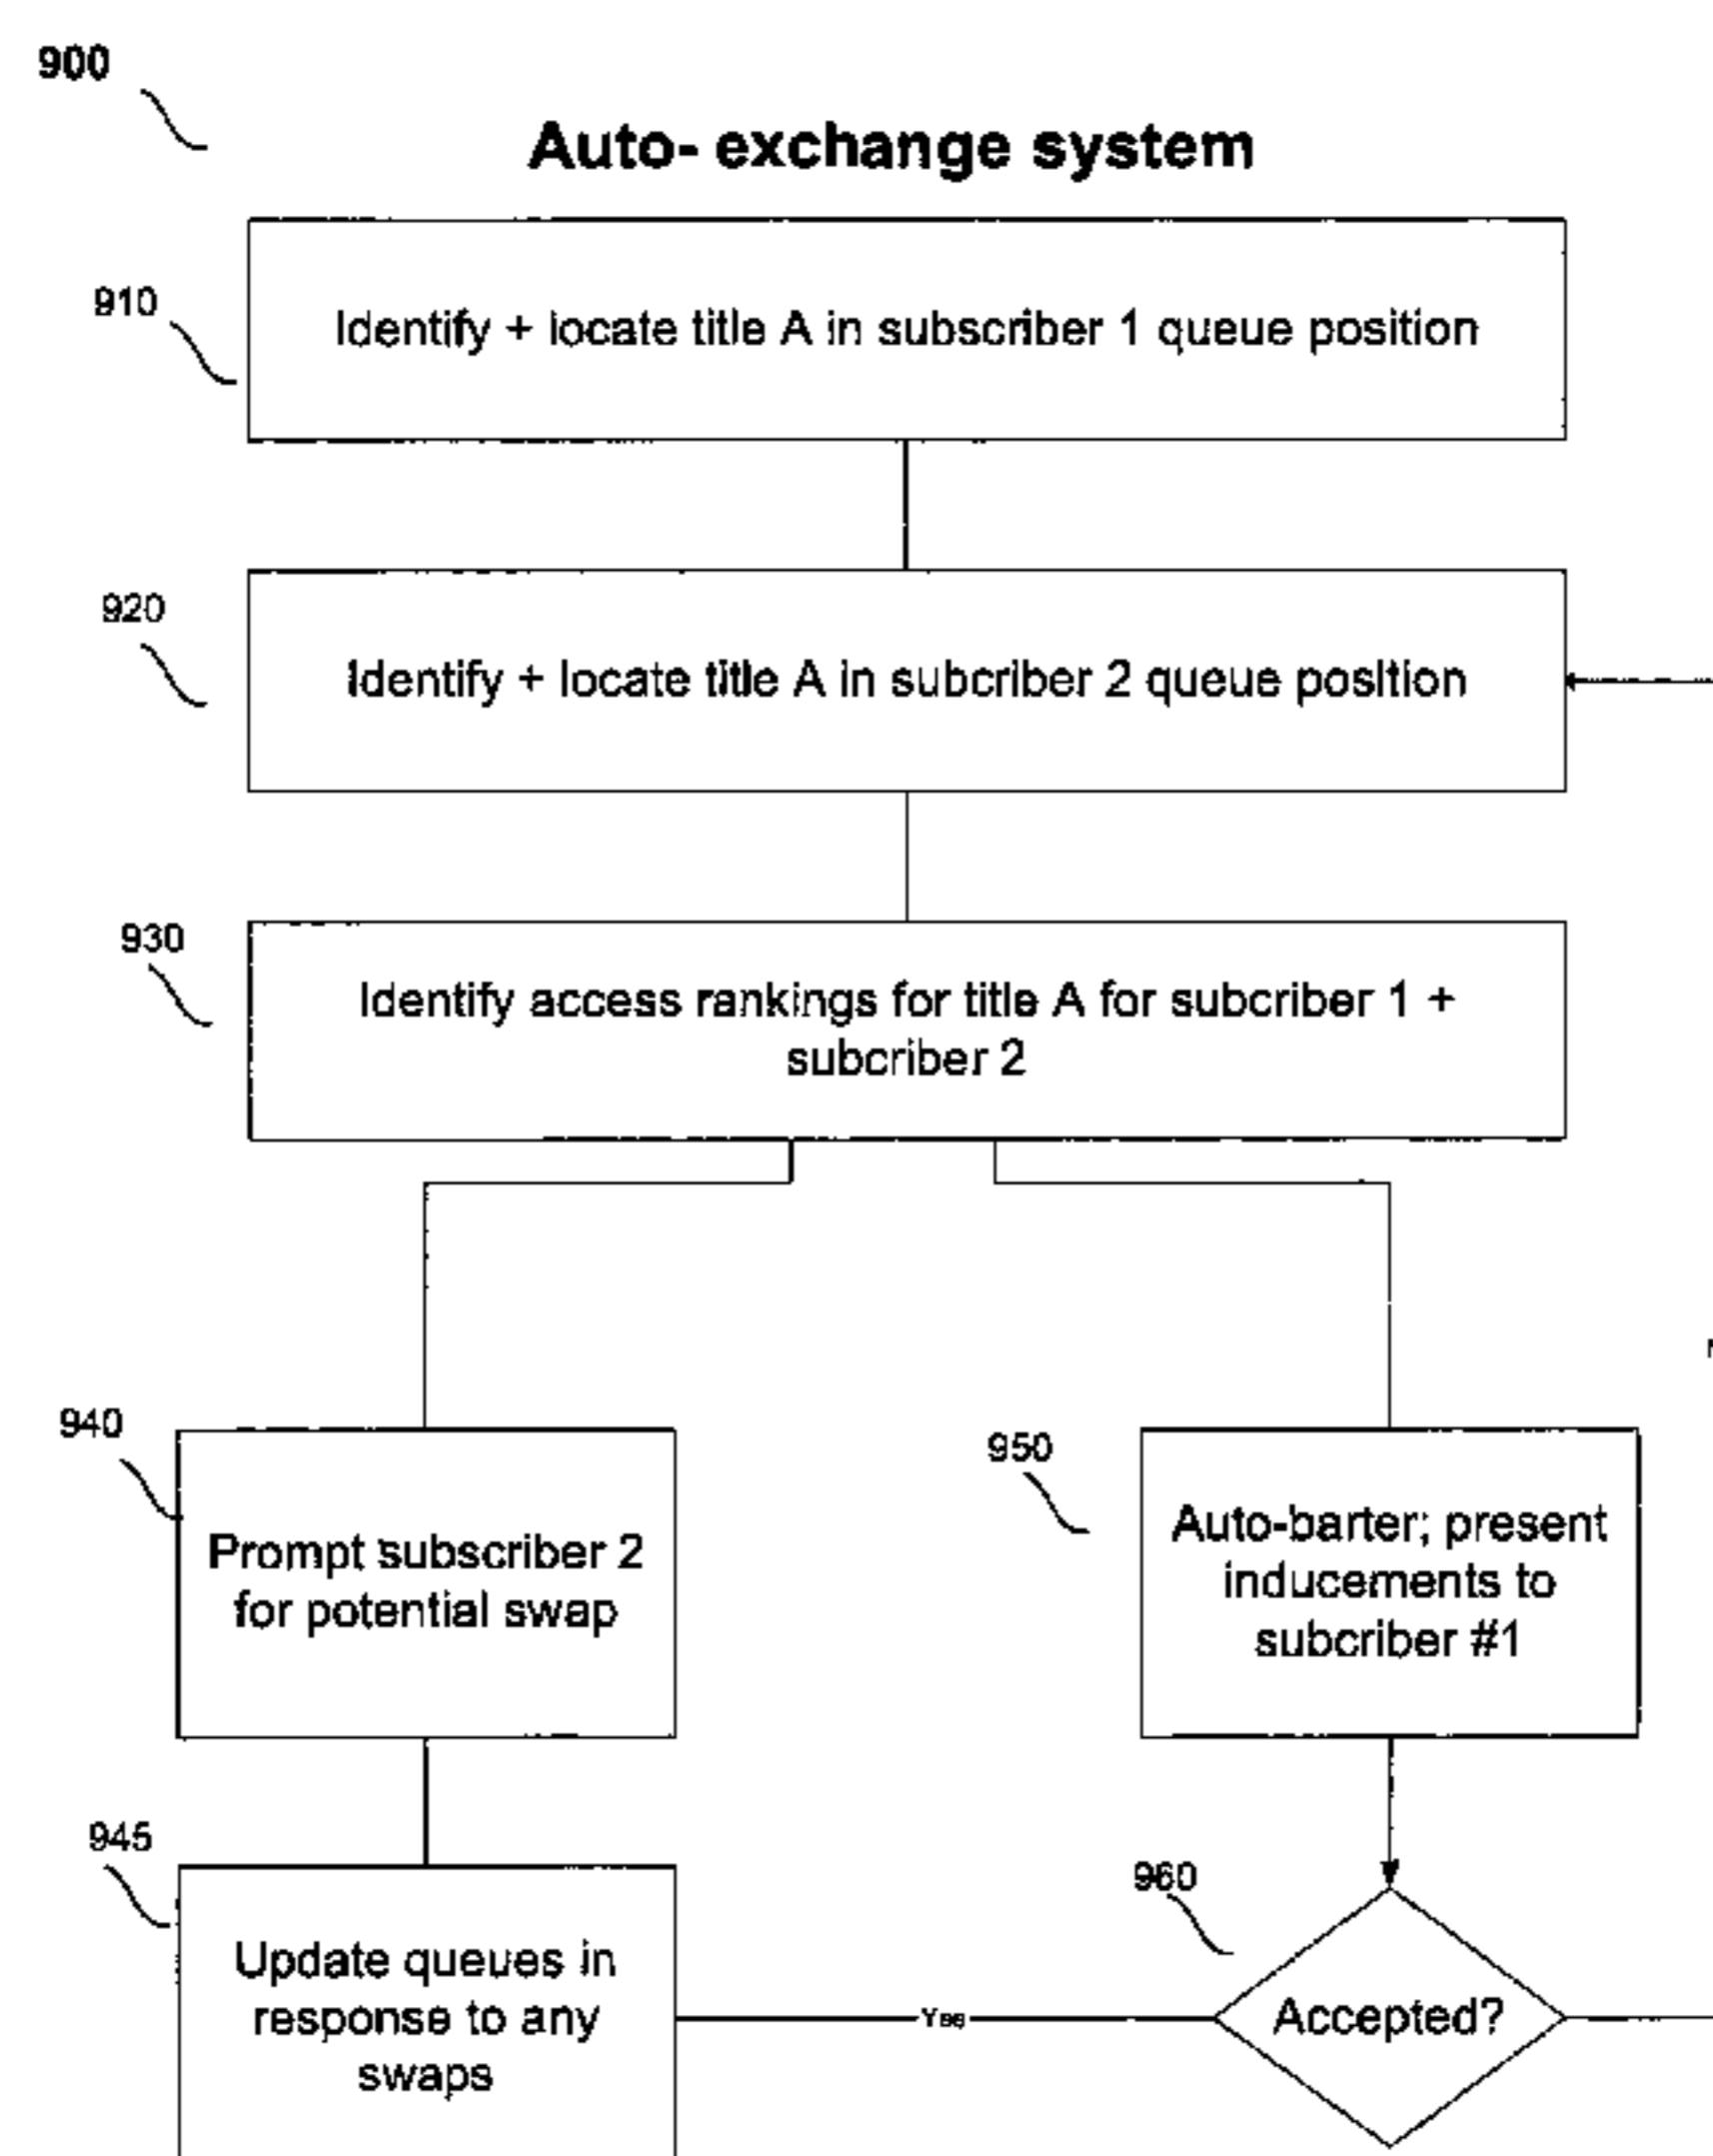 900
Auto- exchange system
910
Identify + locate title A in subscriber 1 queue position
920
Identify + locate title A in subcriber 2 queue position
930
Identify access rankings for title A for subcriber 1 +
subcriber 2
940
Prompt subscriber 2
for potential swap
950
Auto-barter; present
inducements to
subcriber #1
945
Update queues in
response to any
swaps
Yes
960
Accepted?